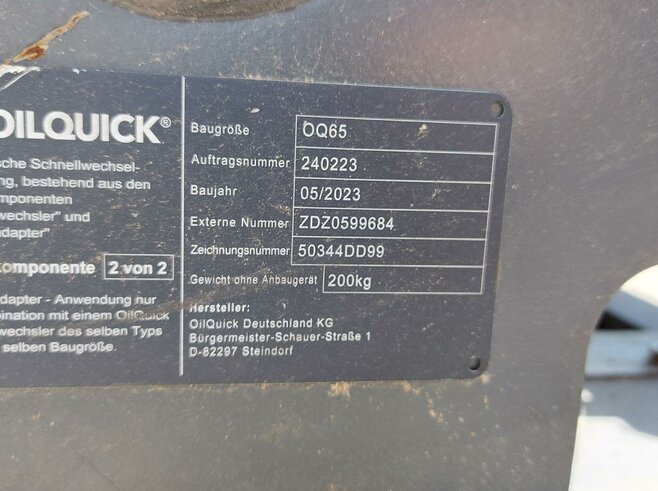 OILQUICK®
sche Schnellwechsel-
ng, bestehend aus den
mponenten
wechsler" und
dapter"
komponente 2 von 2
dapter - Anwendung nur
bination mit einem OilQuick
wechsler des selben Typs
selben Baugröße.
Baugröße OQ65
Auftragsnummer 240223
Baujahr 05/2023
Externe Nummer ZDZ0599684
Zeichnungsnummer 50344DD99
Gewicht ohne Anbaugerät 200kg
Hersteller:
OilQuick Deutschland KG
Bürgermeister-Schauer-Straße 1
D-82297 Steindorf